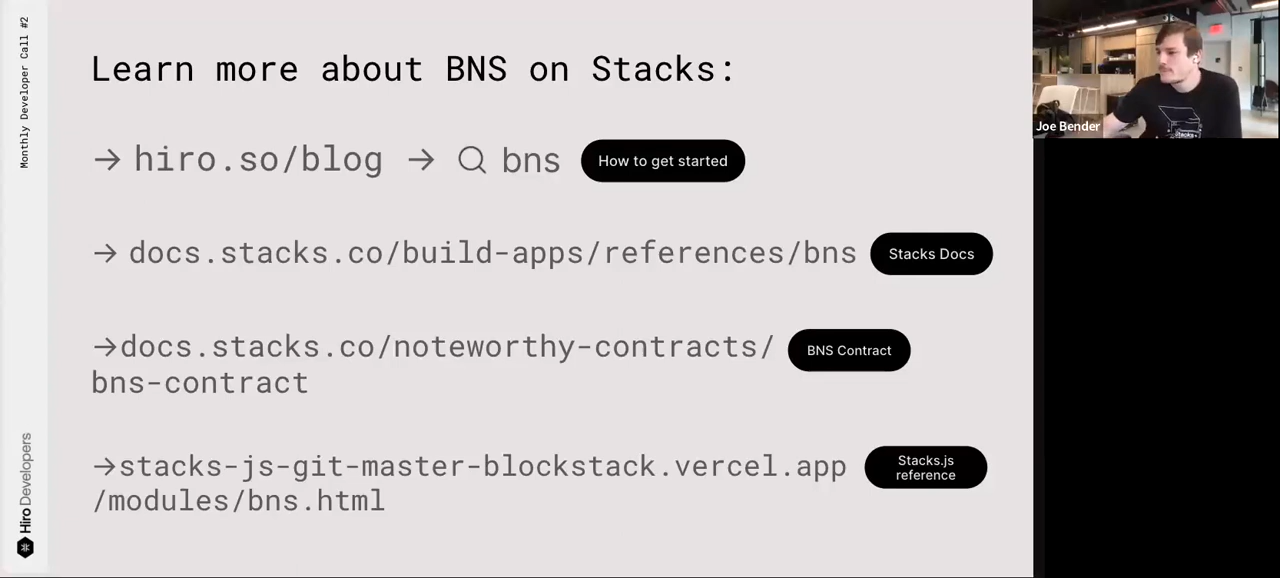 Monthly Developer Call #2
Learn more about BNS on Stacks:
→ hiro.so/blog → bns How to get started
→ docs.stacks.co/build-apps/references/bns Stacks Docs
→docs.stacks.co/noteworthy-contracts/ BNS Contract
bns-contract
→stacks-js-git-master-blockstack.vercel.app Stacks.js
reference
/modules/bns.html
Hiro Developers
Joe Bender
Stacks